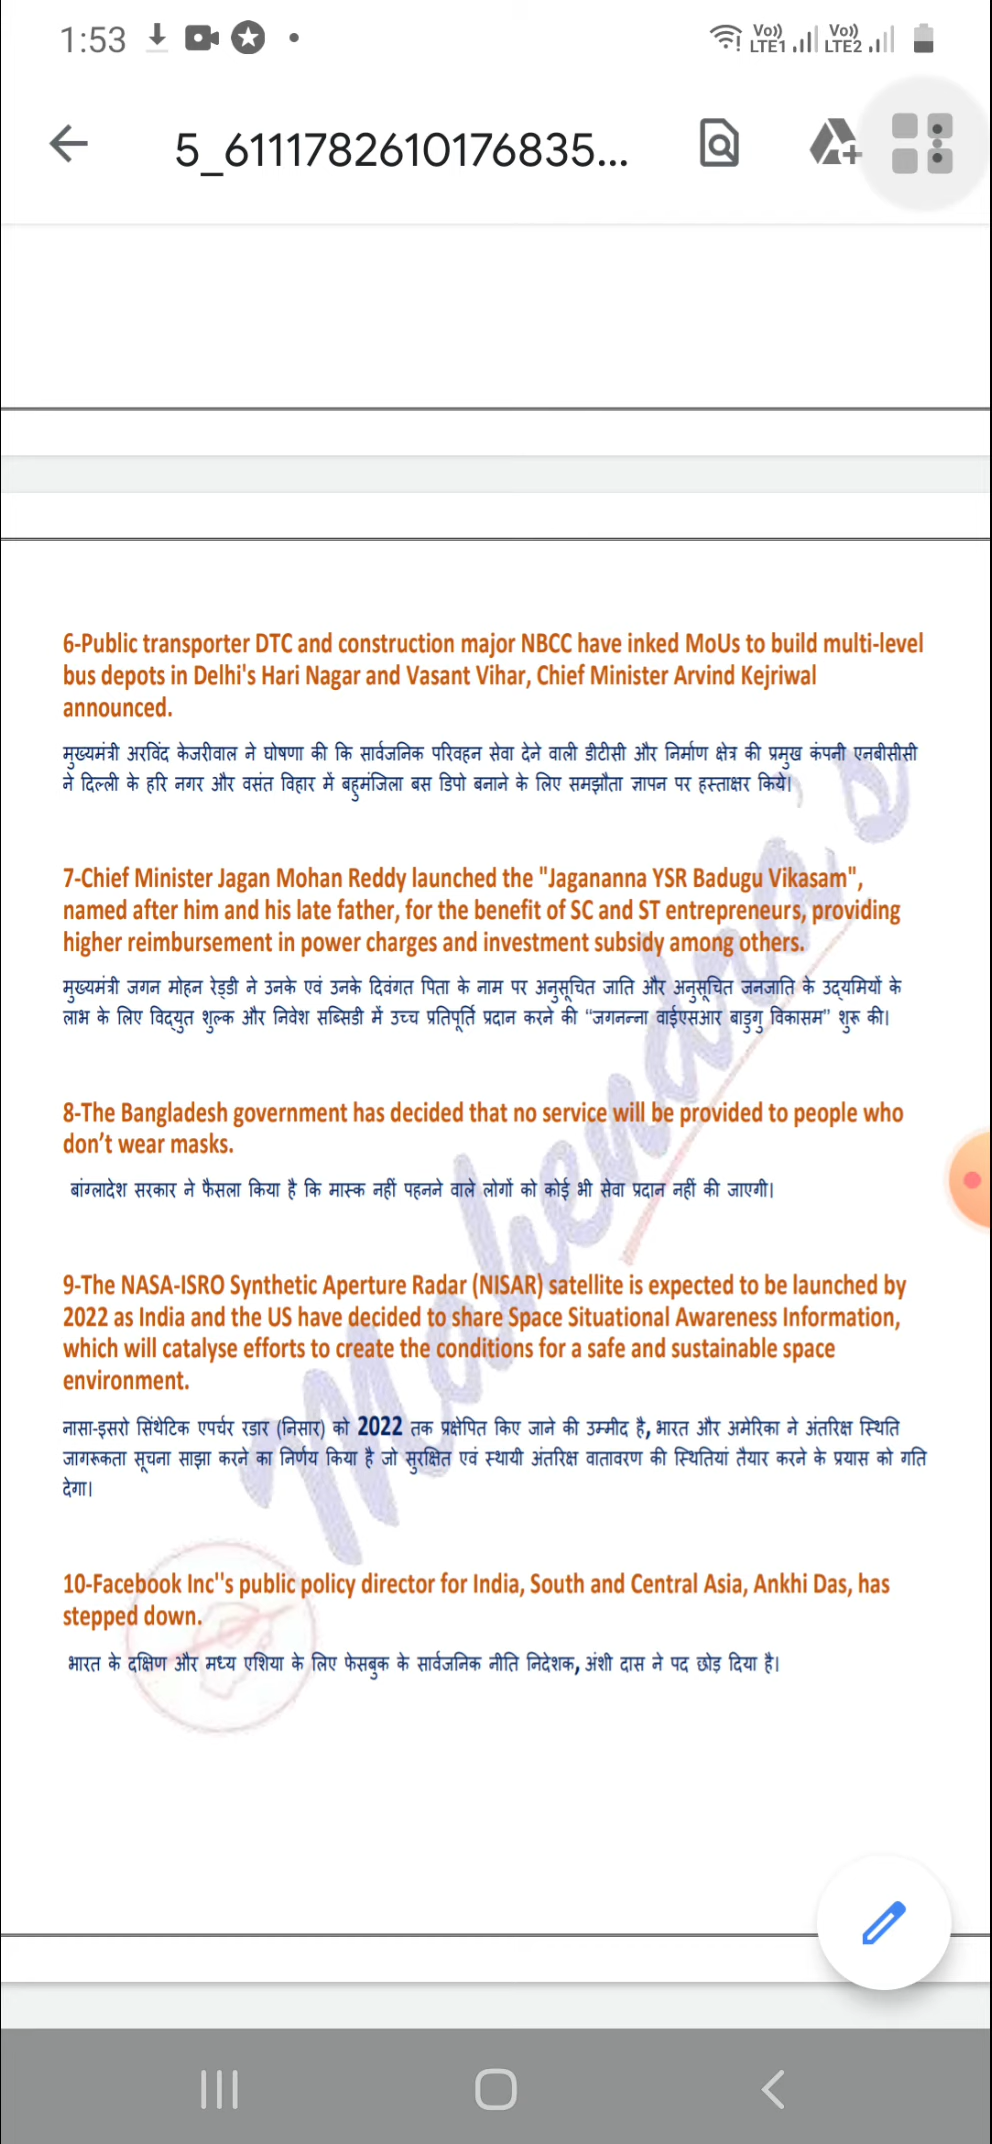 1:53
Vo)) LTE1 Vo)) LTE2
5_6111782610176835...
6-Public transporter DTC and construction major NBCC have inked MoUs to build multi-level
bus depots in Delhi's Hari Nagar and Vasant Vihar, Chief Minister Arvind Kejriwal
announced.
मुख्यमंत्री अरविंद केजरीवाल ने घोषणा की कि सार्वजनिक परिवहन सेवा देने वाली डीटीसी और निर्माण क्षेत्र की प्रमुख कंपनी एनबीसीसी
ने दिल्ली के हरि नगर और वसंत विहार में बहुमंजिला बस डिपो बनाने के लिए समझौता ज्ञापन पर हस्ताक्षर किये।
7-Chief Minister Jagan Mohan Reddy launched the "Jagananna YSR Badugu Vikasam",
named after him and his late father, for the benefit of SC and ST entrepreneurs, providing
higher reimbursement in power charges and investment subsidy among others.
मुख्यमंत्री जगन मोहन रेड्डी ने उनके एवं उनके दिवंगत पिता के नाम पर अनुसूचित जाति और अनुसूचित जनजाति के उद्यमियों के
लाभ के लिए विद्युत शुल्क और निवेश सब्सिडी में उच्च प्रतिपूर्ति प्रदान करने की "जगनन्ना वाईएसआर बाडुगु विकासम" शुरू की।
8-The Bangladesh government has decided that no service will be provided to people who
don’t wear masks.
बांग्लादेश सरकार ने फैसला किया है कि मास्क नहीं पहनने वाले लोगों को कोई भी सेवा प्रदान नहीं की जाएगी।
9-The NASA-ISRO Synthetic Aperture Radar (NISAR) satellite is expected to be launched by
2022 as India and the US have decided to share Space Situational Awareness Information,
which will catalyse efforts to create the conditions for a safe and sustainable space
environment.
नासा-इसरो सिंथेटिक एपर्चर रडार (निसार) को 2022 तक प्रक्षेपित किए जाने की उम्मीद है, भारत और अमेरिका ने अंतरिक्ष स्थिति
जागरूकता सूचना साझा करने का निर्णय किया है जो सुरक्षित एवं स्थायी अंतरिक्ष वातावरण की स्थितियां तैयार करने के प्रयास को गति
देगा।
10-Facebook Inc''s public policy director for India, South and Central Asia, Ankhi Das, has
stepped down.
भारत के दक्षिण और मध्य एशिया के लिए फेसबुक के सार्वजनिक नीति निदेशक, अंशी दास ने पद छोड़ दिया है।
Mahendra's